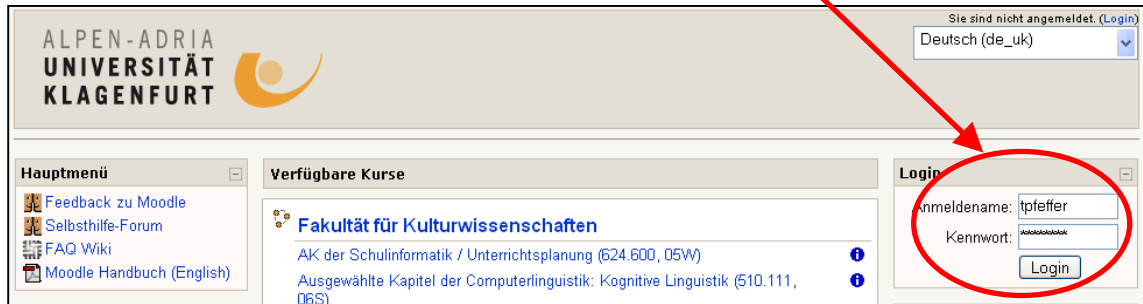 Sie sind nicht angemeldet. (Login)
Deutsch (de_uk)
ALPEN-ADRIA
UNIVERSITÄT
KLAGENFURT
Hauptmenü
Feedback zu Moodle
Selbsthilfe-Forum
FAQ Wiki
Moodle Handbuch (English)
Verfügbare Kurse
Fakultät für Kulturwissenschaften
AK der Schulinformatik / Unterrichtsplanung (624.600, 05W)
Ausgewählte Kapitel der Computerlinguistik: Kognitive Linguistik (510.111,
06S)
Login
Anmeldename: tpfeffer
Kennwort: *********
Login